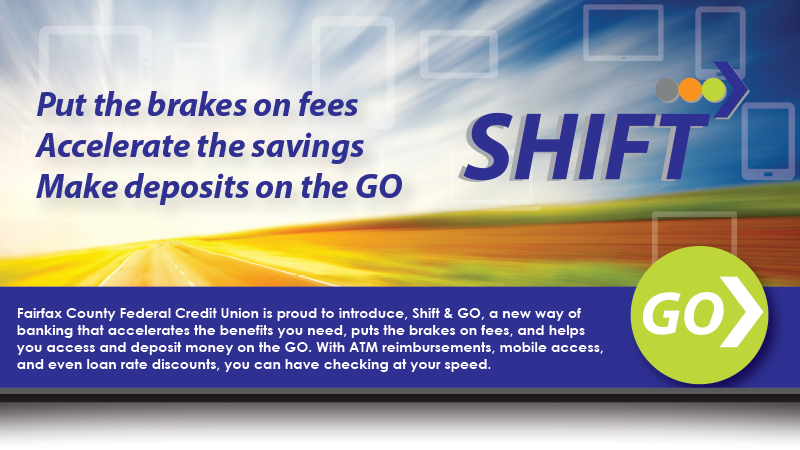 Put the brakes on fees
Accelerate the savings
Make deposits on the GO
SHIFT
Fairfax County Federal Credit Union is proud to introduce, Shift & GO, a new way of
banking that accelerates the benefits you need, puts the brakes on fees, and helps
you access and deposit money on the GO. With ATM reimbursements, mobile access,
and even loan rate discounts, you can have checking at your speed.
GO